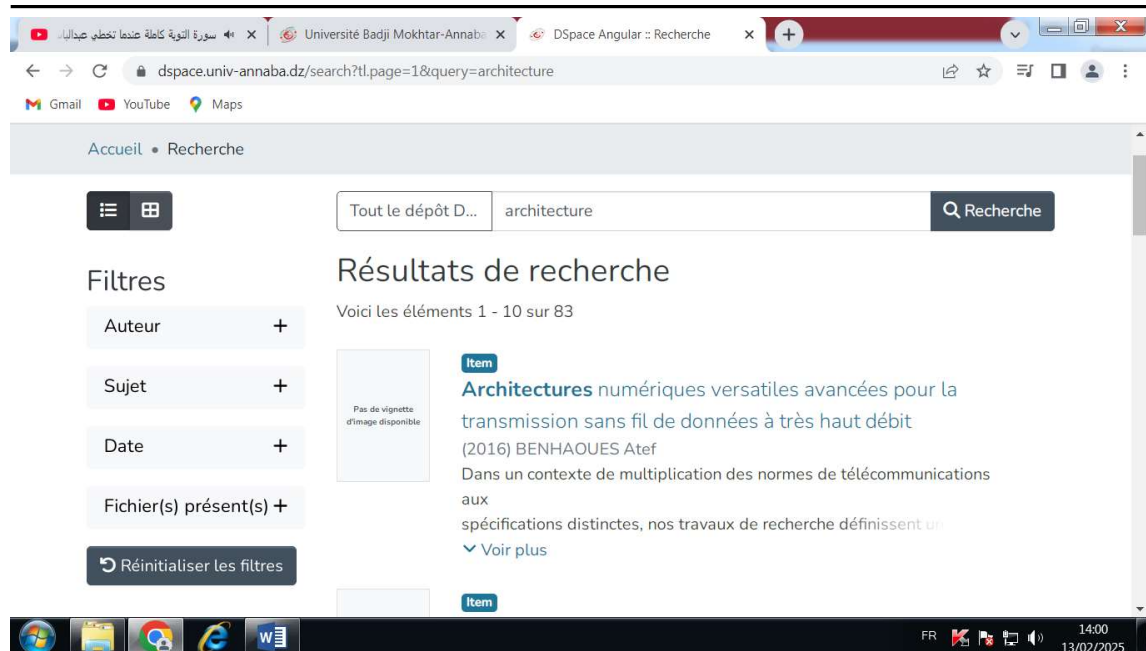 سورة التوبة كاملة عندما تخطي عبدالباـ
Université Badji Mokhtar-Annaba
DSpace Angular :: Recherche
dspace.univ-annaba.dz/search?tl.page=1&query=architecture
Gmail YouTube Maps
Accueil • Recherche
Tout le dépôt D... architecture Recherche
Filtres
Auteur +
Sujet +
Date +
Fichier(s) présent(s) +
Réinitialiser les filtres
Résultats de recherche
Voici les éléments 1 - 10 sur 83
Pas de vignette
d'image disponible
Item
Architectures numériques versatiles avancées pour la
transmission sans fil de données à très haut débit
(2016) BENHAOUES Atef
Dans un contexte de multiplication des normes de télécommunications
aux
spécifications distinctes, nos travaux de recherche définissent un
Voir plus
Item
FR
14:00
13/02/2025